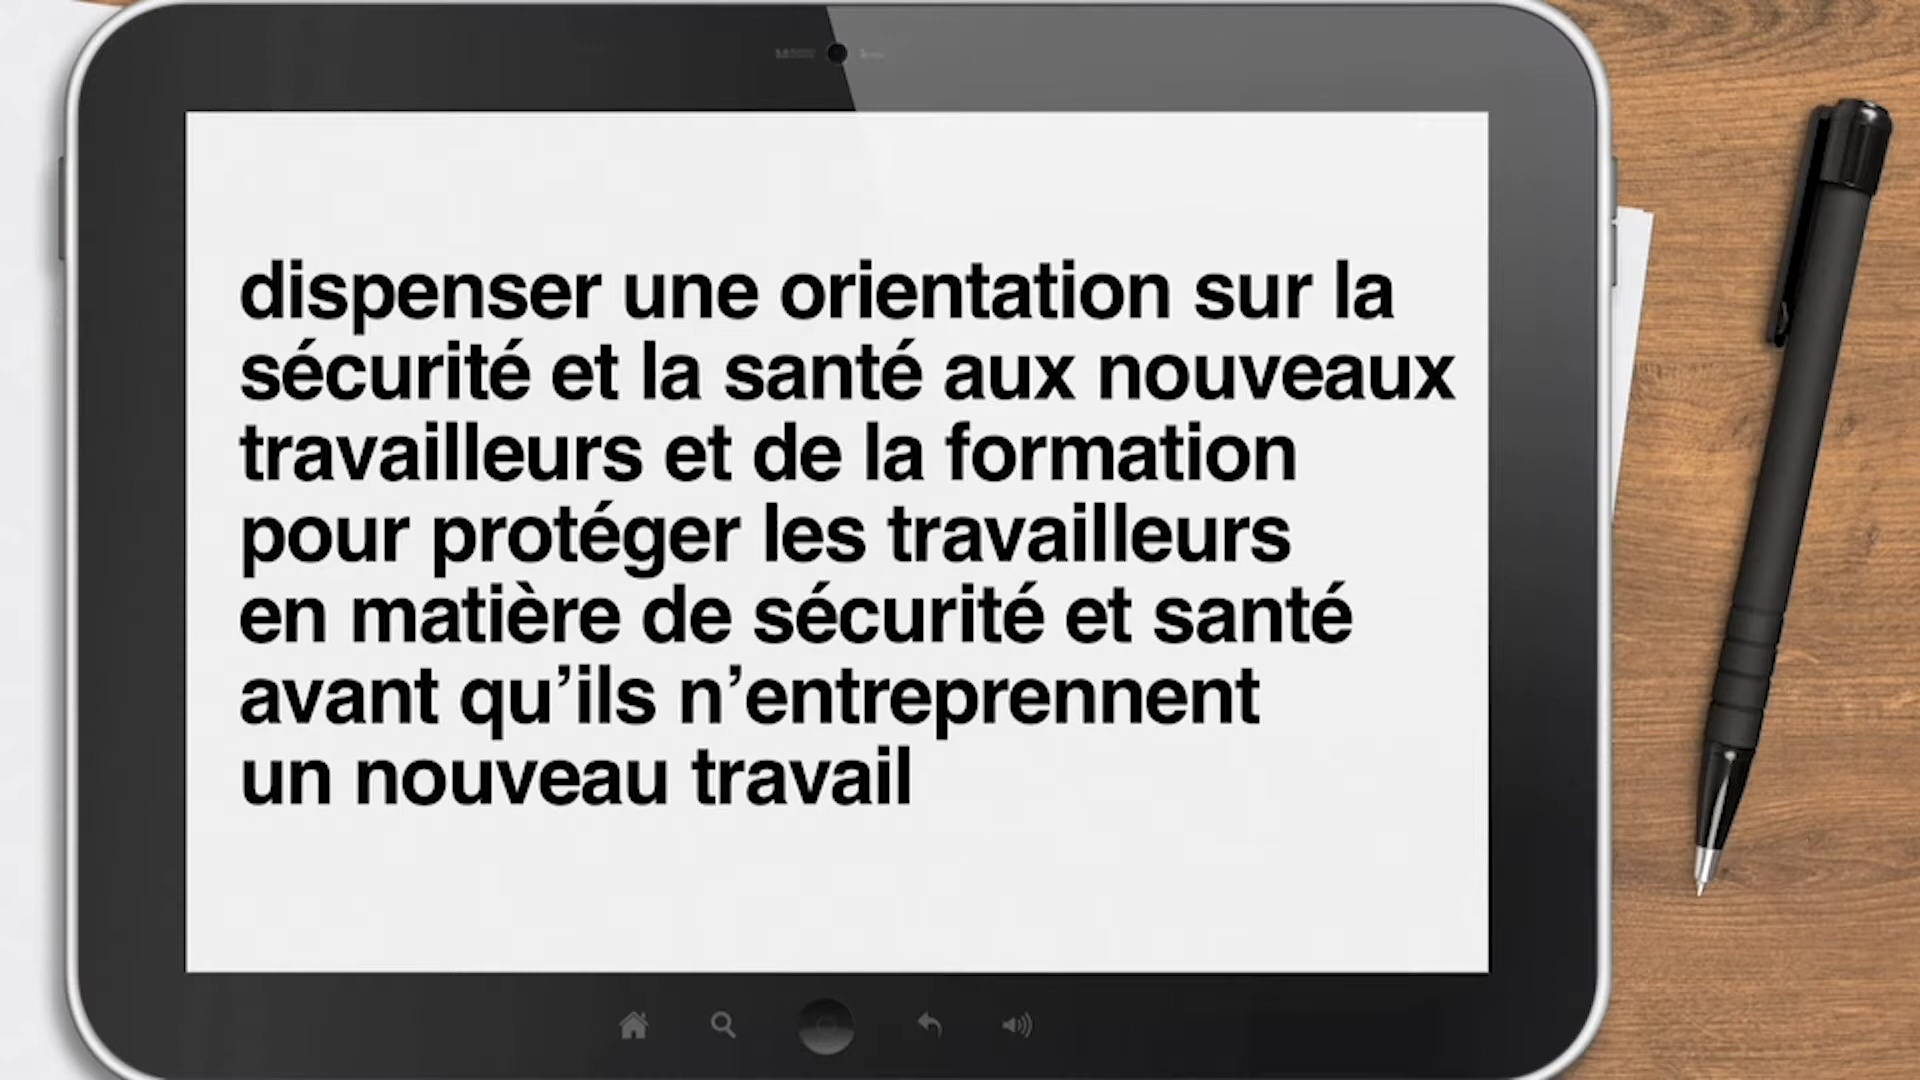 dispenser une orientation sur la
sécurité et la santé aux nouveaux
travailleurs et de la formation
pour protéger les travailleurs
en matière de sécurité et santé
avant qu’ils n’entreprennent
un nouveau travail